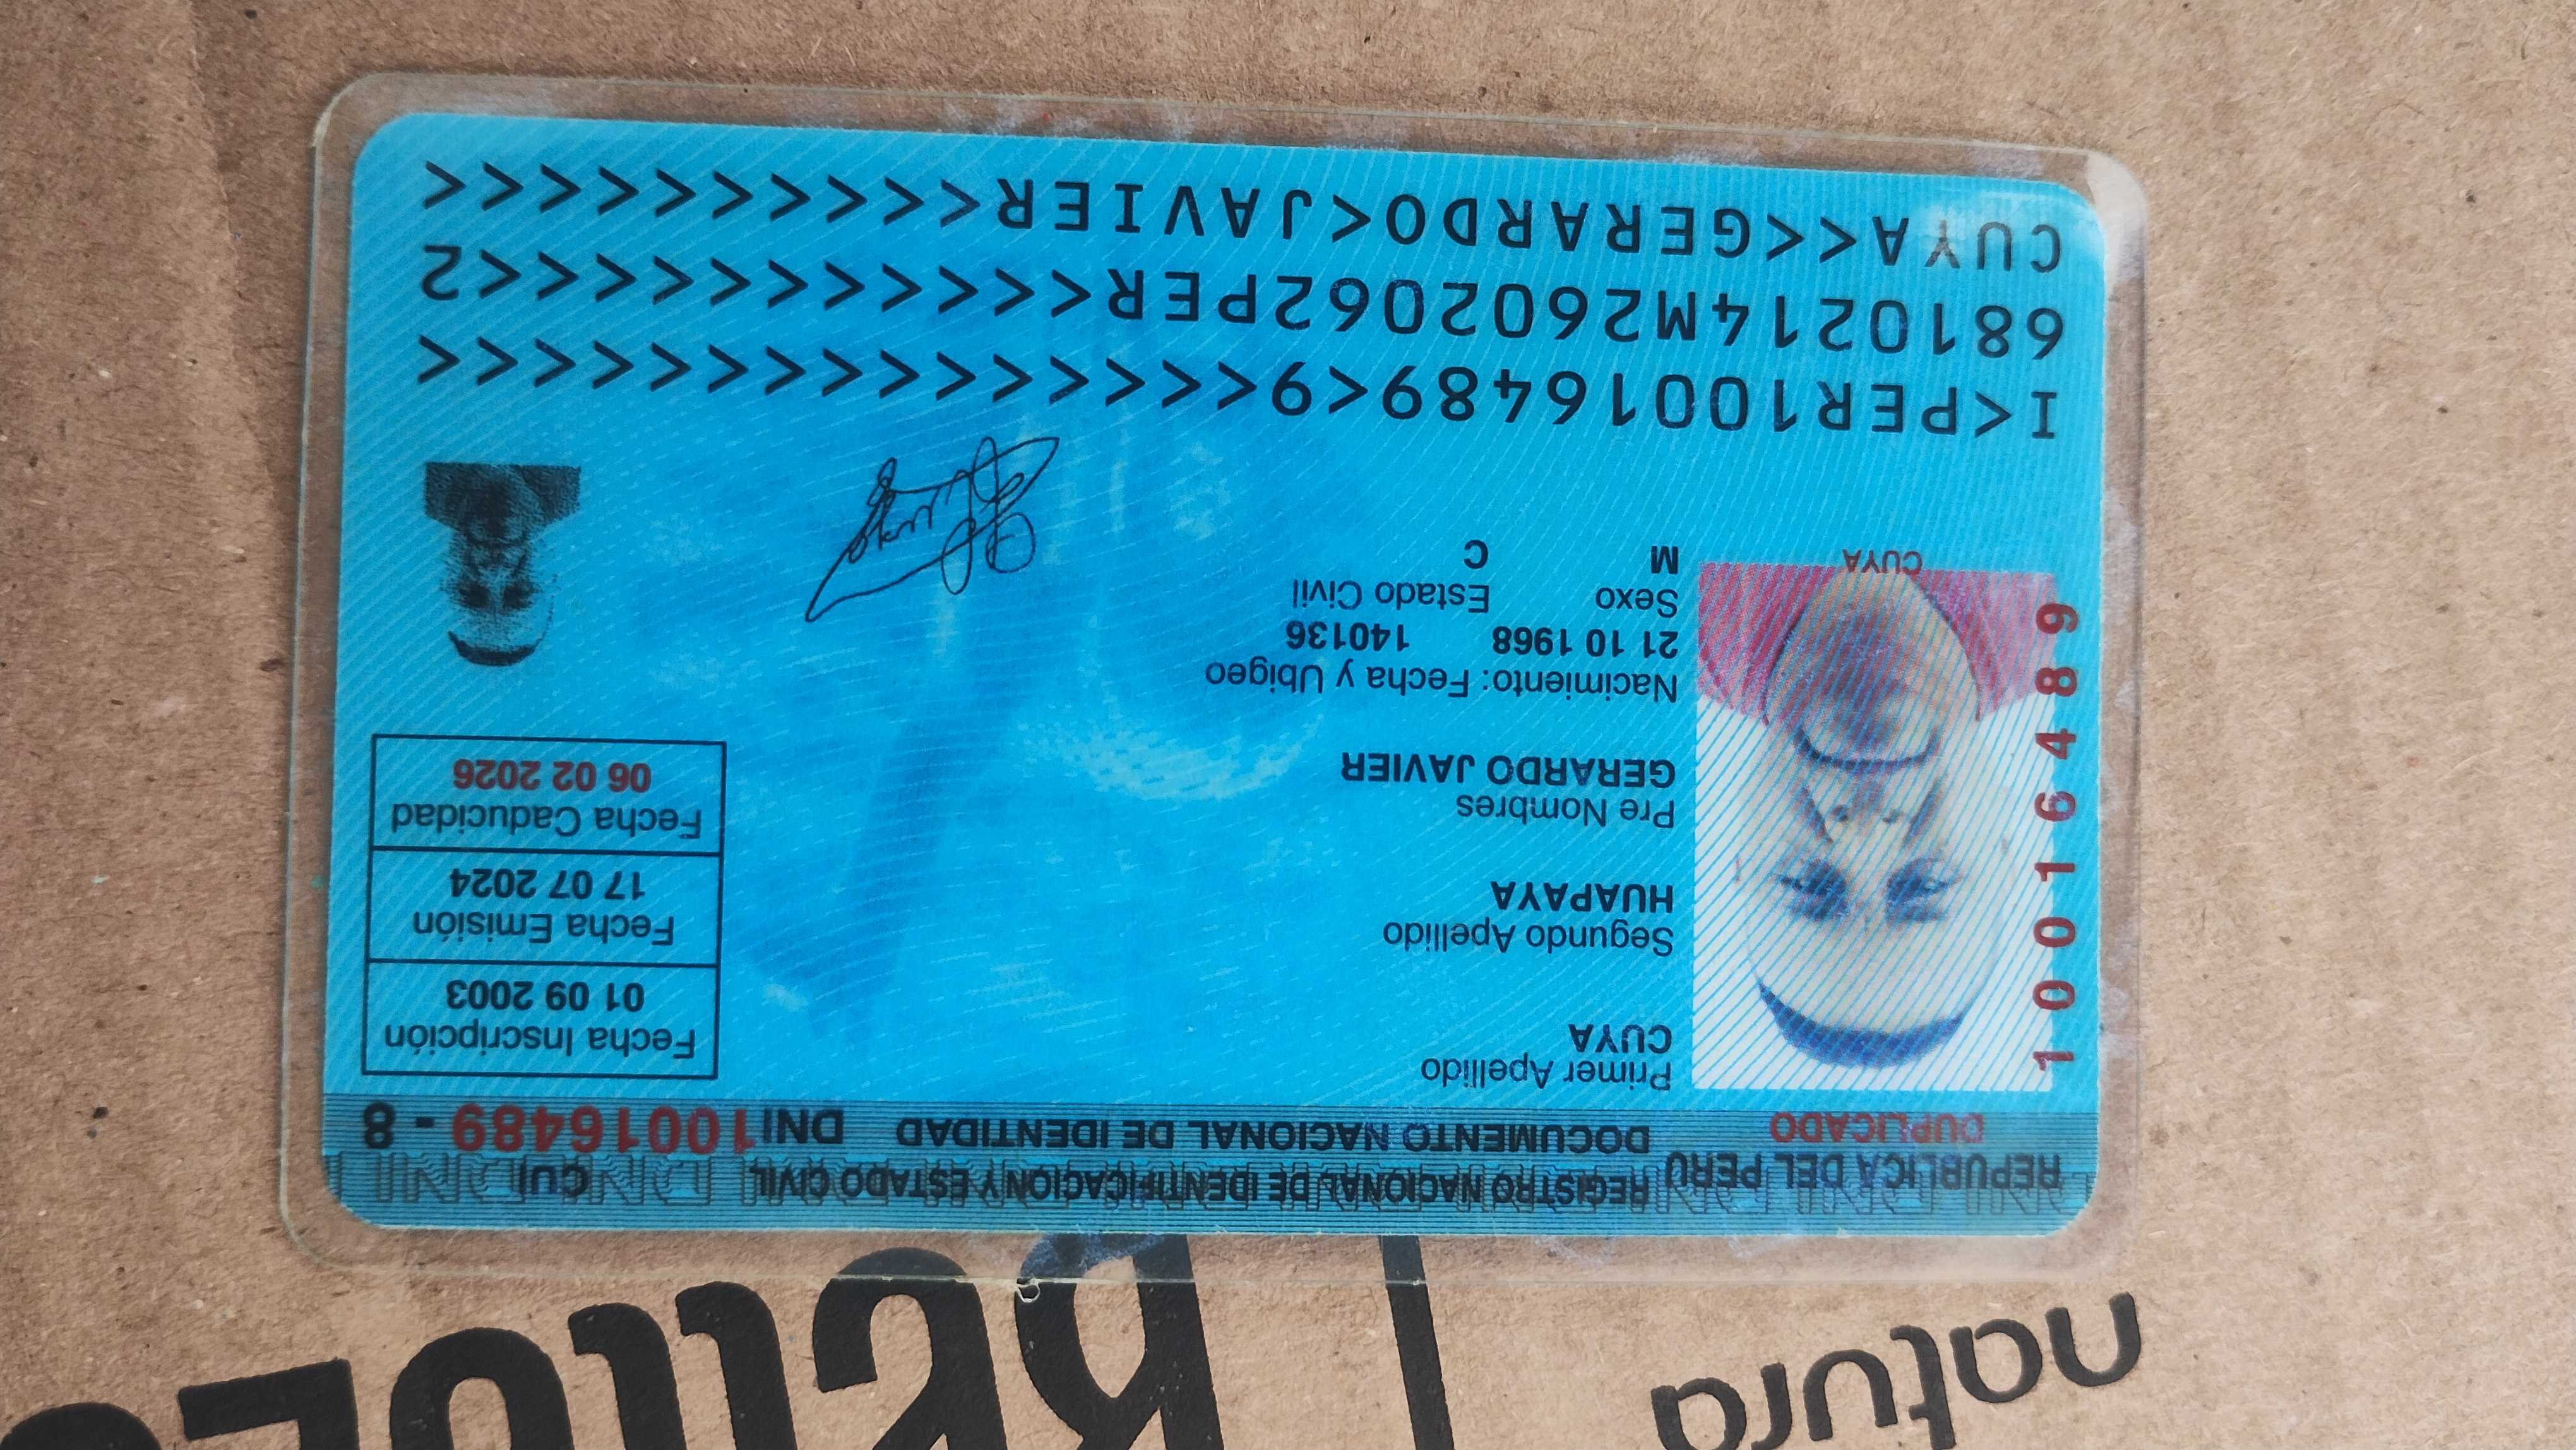 REPUBLICA DEL PERU REGISTRO NACIONAL DE IDENTIFICACION Y ESTADO CIVIL CUI
DUPLICADO DOCUMENTO NACIONAL DE IDENTIDAD DNI 10016489 - 8
Primer Apellido
CUYA
Segundo Apellido
HUAPAYA
Pre Nombres
GERARDO JAVIER
Nacimiento: Fecha y Ubigeo
21 10 1968 140136
Sexo Estado Civil
M C
Fecha Inscripción
01 09 2003
Fecha Emisión
17 07 2024
Fecha Caducidad
06 02 2026
10016489
CUYA
I<PER10016489<9<<<<<<<<<<<<<<<
6810214M2602062PER<<<<<<<<<<<2
CUYA<<GERARDO<JAVIER<<<<<<<<<<
natura